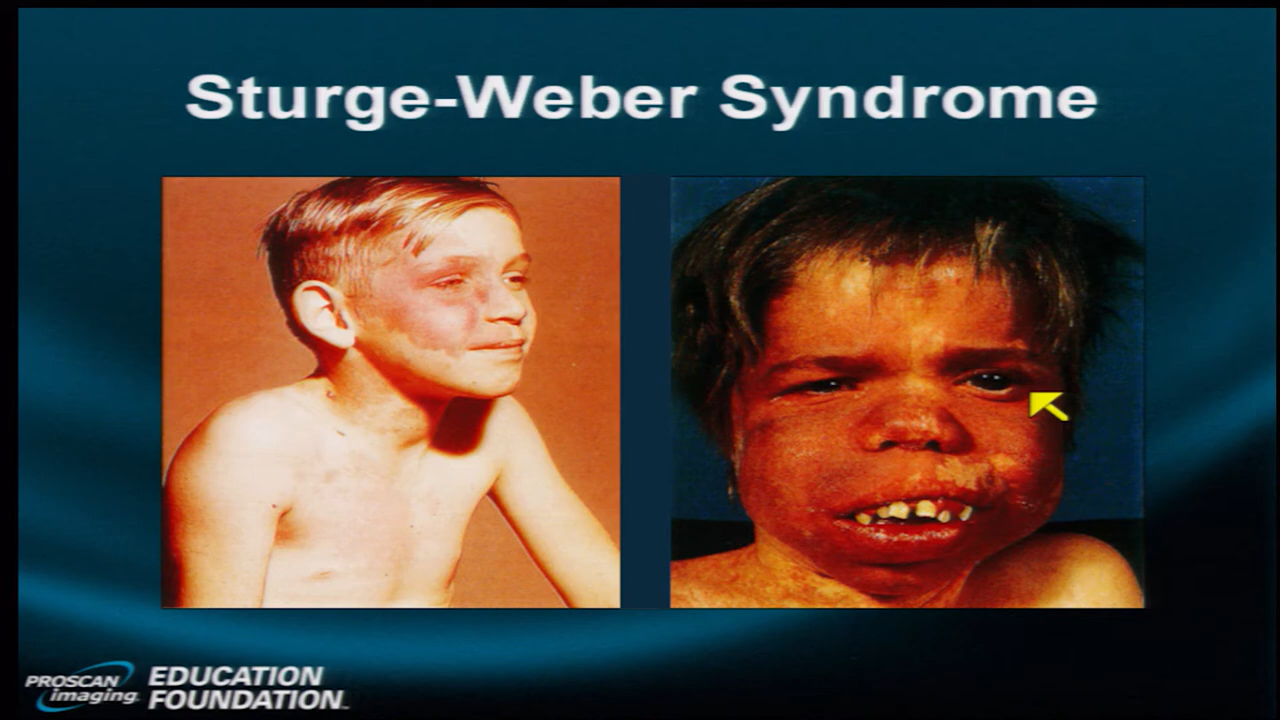 Sturge-Weber Syndrome
PROSCAN
imaging
EDUCATION
FOUNDATION